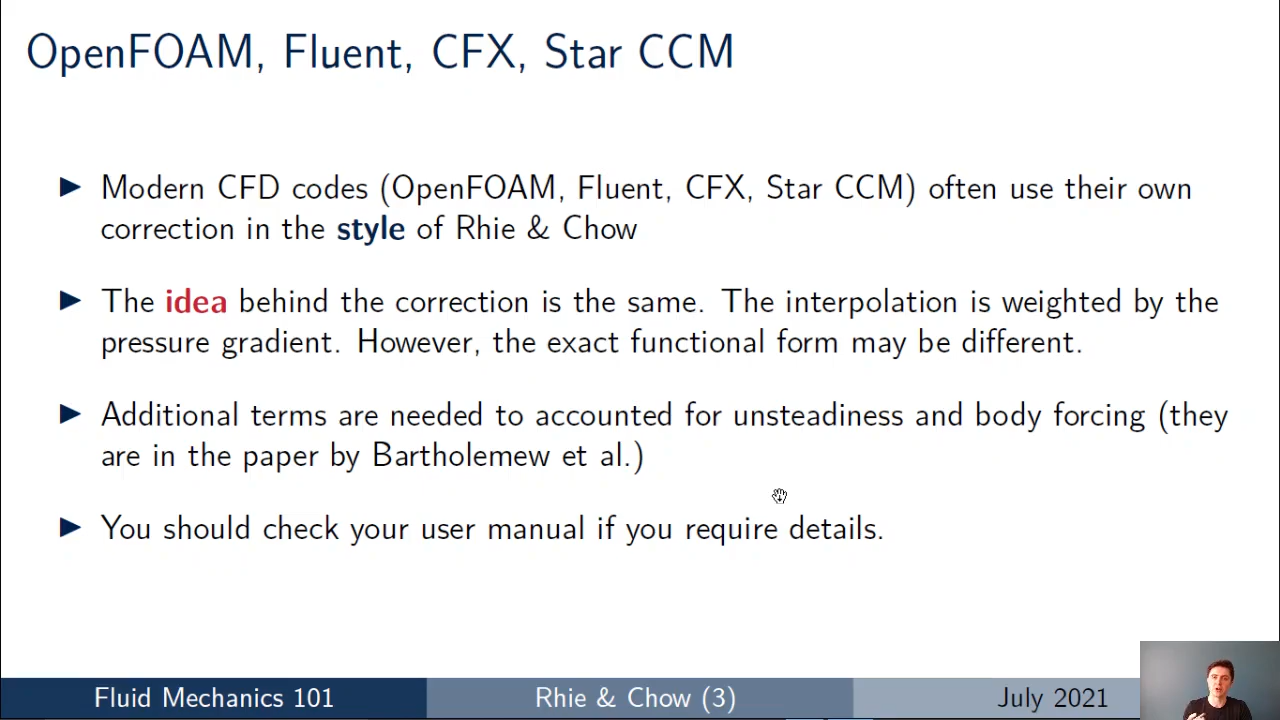 OpenFOAM, Fluent, CFX, Star CCM
▶ Modern CFD codes (OpenFOAM, Fluent, CFX, Star CCM) often use their own
correction in the style of Rhie & Chow
▶ The idea behind the correction is the same. The interpolation is weighted by the
pressure gradient. However, the exact functional form may be different.
▶ Additional terms are needed to accounted for unsteadiness and body forcing (they
are in the paper by Bartholemew et al.)
▶ You should check your user manual if you require details.
Fluid Mechanics 101
Rhie & Chow (3)
July 2021